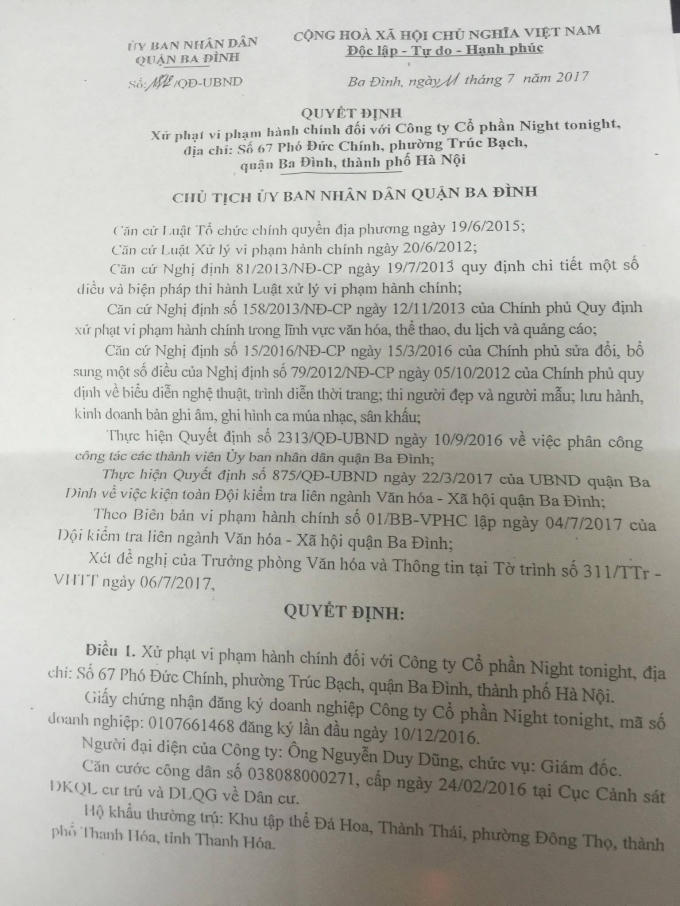 ỦY BAN NHÂN DÂN
QUẬN BA ĐÌNH
Số: /QĐ-UBND
CỘNG HOÀ XÃ HỘI CHỦ NGHĨA VIỆT NAM
Độc lập - Tự do - Hạnh phúc
Ba Đình, ngày 11 tháng 7 năm 2017
QUYẾT ĐỊNH
Xử phạt vi phạm hành chính đối với Công ty Cổ phần Night tonight,
địa chỉ: Số 67 Phó Đức Chính, phường Trúc Bạch,
quận Ba Đình, thành phố Hà Nội
CHỦ TỊCH ỦY BAN NHÂN DÂN QUẬN BA ĐÌNH
Căn cứ Luật Tổ chức chính quyền địa phương ngày 19/6/2015;
Căn cứ Luật Xử lý vi phạm hành chính ngày 20/6/2012;
Căn cứ Nghị định 81/2013/NĐ-CP ngày 19/7/2013 quy định chi tiết một số
điều và biện pháp thi hành Luật xử lý vi phạm hành chính;
Căn cứ Nghị định số 158/2013/NĐ-CP ngày 12/11/2013 của Chính phủ Quy định
xử phạt vi phạm hành chính trong lĩnh vực văn hóa, thể thao, du lịch và quảng cáo;
Căn cứ Nghị định số 15/2016/NĐ-CP ngày 15/3/2016 của Chính phủ sửa đổi, bổ
sung một số điều của Nghị định số 79/2012/NĐ-CP ngày 05/10/2012 của Chính phủ quy
định về biểu diễn nghệ thuật, trình diễn thời trang; thi người đẹp và người mẫu; lưu hành,
kinh doanh bản ghi âm, ghi hình ca múa nhạc, sân khấu;
Thực hiện Quyết định số 2313/QĐ-UBND ngày 10/9/2016 về việc phân công
công tác các thành viên Ủy ban nhân dân quận Ba Đình;
Thực hiện Quyết định số 875/QĐ-UBND ngày 22/3/2017 của UBND quận Ba
Đình về việc kiện toàn Đội kiểm tra liên ngành Văn hóa - Xã hội quận Ba Đình;
Theo Biên bản vi phạm hành chính số 01/BB-VPHC lập ngày 04/7/2017 của
Đội kiểm tra liên ngành Văn hóa - Xã hội quận Ba Đình;
Xét đề nghị của Trưởng phòng Văn hóa và Thông tin tại Tờ trình số 311/TTr -
VHTT ngày 06/7/2017,
QUYẾT ĐỊNH:
Điều 1. Xử phạt vi phạm hành chính đối với Công ty Cổ phần Night tonight, địa
chỉ: Số 67 Phó Đức Chính, phường Trúc Bạch, quận Ba Đình, thành phố Hà Nội.
Giấy chứng nhận đăng ký doanh nghiệp Công ty Cổ phần Night tonight, mã số
doanh nghiệp: 0107661468 đăng ký lần đầu ngày 10/12/2016.
Người đại diện của Công ty: Ông Nguyễn Duy Dũng, chức vụ: Giám đốc.
Căn cước công dân số 038088000271, cấp ngày 24/02/2016 tại Cục Cảnh sát
ĐKQL cư trú và DLQG về Dân cư.
Hộ khẩu thường trú: Khu tập thể Đá Hoa, Thành Thái, phường Đông Thọ, thành
phố Thanh Hóa, tỉnh Thanh Hóa.